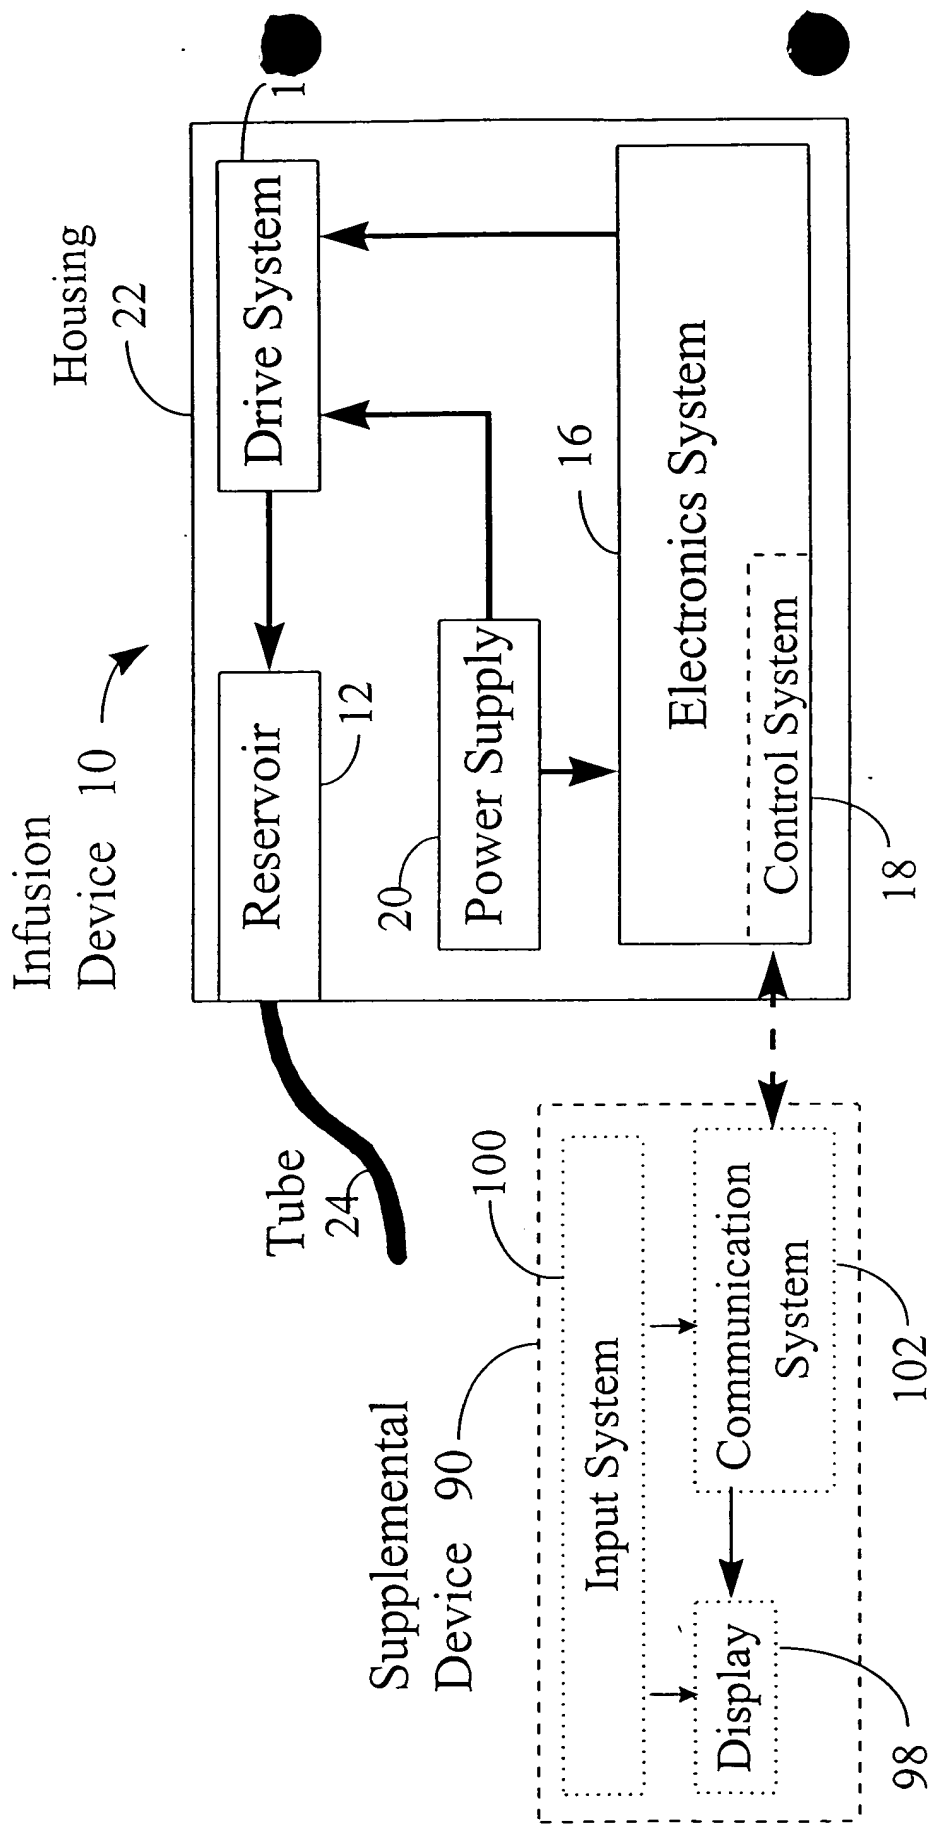 Infusion
Device 10
Housing
22
Tube
24
Reservoir
12
Drive System
1
Supplemental
Device 90
100
20
Power Supply
16
Input System
Electronics System
Display
Communication
System
Control System
98
102
18